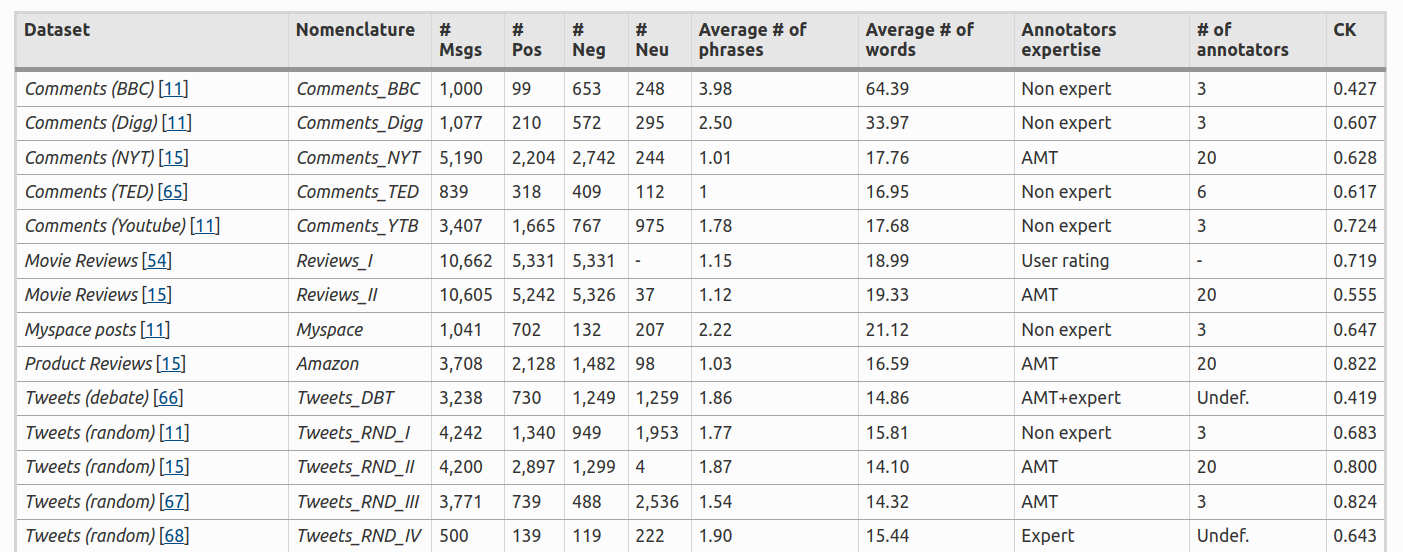 Dataset Nomenclature # Msgs # Pos # Neg # Neu Average # of phrases Average # of words Annotators expertise # of annotators CK
Comments (BBC) [11] Comments_BBC 1,000 99 653 248 3.98 64.39 Non expert 3 0.427
Comments (Digg) [11] Comments_Digg 1,077 210 572 295 2.50 33.97 Non expert 3 0.607
Comments (NYT) [15] Comments_NYT 5,190 2,204 2,742 244 1.01 17.76 AMT 20 0.628
Comments (TED) [65] Comments_TED 839 318 409 112 1 16.95 Non expert 6 0.617
Comments (Youtube) [11] Comments_YTB 3,407 1,665 767 975 1.78 17.68 Non expert 3 0.724
Movie Reviews [54] Reviews_I 10,662 5,331 5,331 - 1.15 18.99 User rating - 0.719
Movie Reviews [15] Reviews_II 10,605 5,242 5,326 37 1.12 19.33 AMT 20 0.555
Myspace posts [11] Myspace 1,041 702 132 207 2.22 21.12 Non expert 3 0.647
Product Reviews [15] Amazon 3,708 2,128 1,482 98 1.03 16.59 AMT 20 0.822
Tweets (debate) [66] Tweets_DBT 3,238 730 1,249 1,259 1.86 14.86 AMT+expert Undef. 0.419
Tweets (random) [11] Tweets_RND_I 4,242 1,340 949 1,953 1.77 15.81 Non expert 3 0.683
Tweets (random) [15] Tweets_RND_II 4,200 2,897 1,299 4 1.87 14.10 AMT 20 0.800
Tweets (random) [67] Tweets_RND_III 3,771 739 488 2,536 1.54 14.32 AMT 3 0.824
Tweets (random) [68] Tweets_RND_IV 500 139 119 222 1.90 15.44 Expert Undef. 0.643